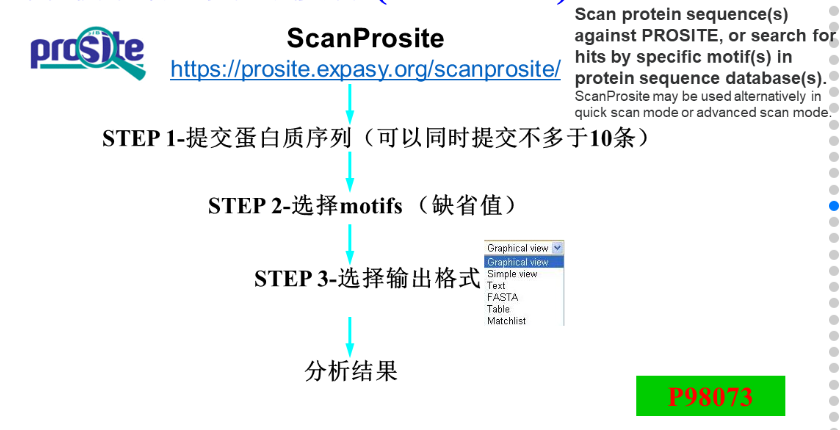 Scan protein sequence(s)
against PROSITE, or search for
hits by specific motif(s) in
protein sequence database(s).
ScanProsite may be used alternatively in
quick scan mode or advanced scan mode.
prosite
ScanProsite
https://prosite.expasy.org/scanprosite/
STEP 1-提交蛋白质序列（可以同时提交不多于10条）
STEP 2-选择motifs （缺省值）
STEP 3-选择输出格式
Graphical view
Graphical view
Simple view
Text
FASTA
Table
Matchlist
分析结果
P98073